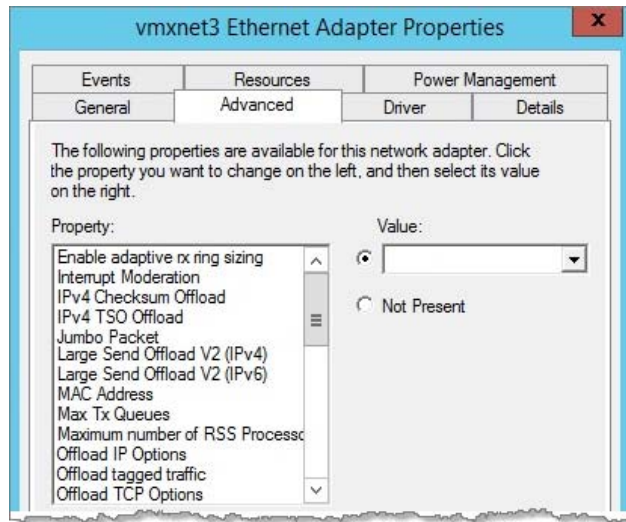 vmxnet3 Ethernet Adapter Properties
x
Events
Resources
Power Management
General
Advanced
Driver
Details
The following properties are available for this network adapter. Click
the property you want to change on the left, and then select its value
on the right.
Property:
Value:
Enable adaptive rx ring sizing
Interrupt Moderation
IPv4 Checksum Offload
IPv4 TSO Offload
Jumbo Packet
Large Send Offload V2 (IPv4)
Large Send Offload V2 (IPv6)
MAC Address
Max Tx Queues
Maximum number of RSS Processo
Offload IP Options
Offload tagged traffic
Offload TCP Options
Not Present